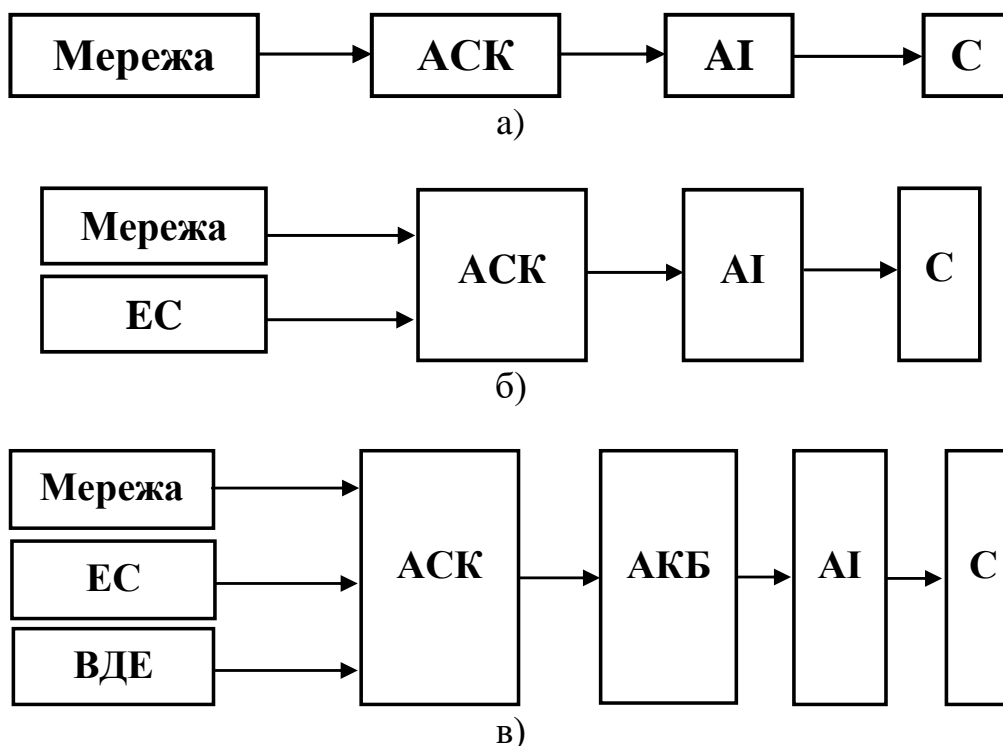 Мережа АСК АІ С
а)
Мережа
ЕС
АСК АІ С
б)
Мережа
ЕС
ВДЕ
АСК АКБ АІ С
в)